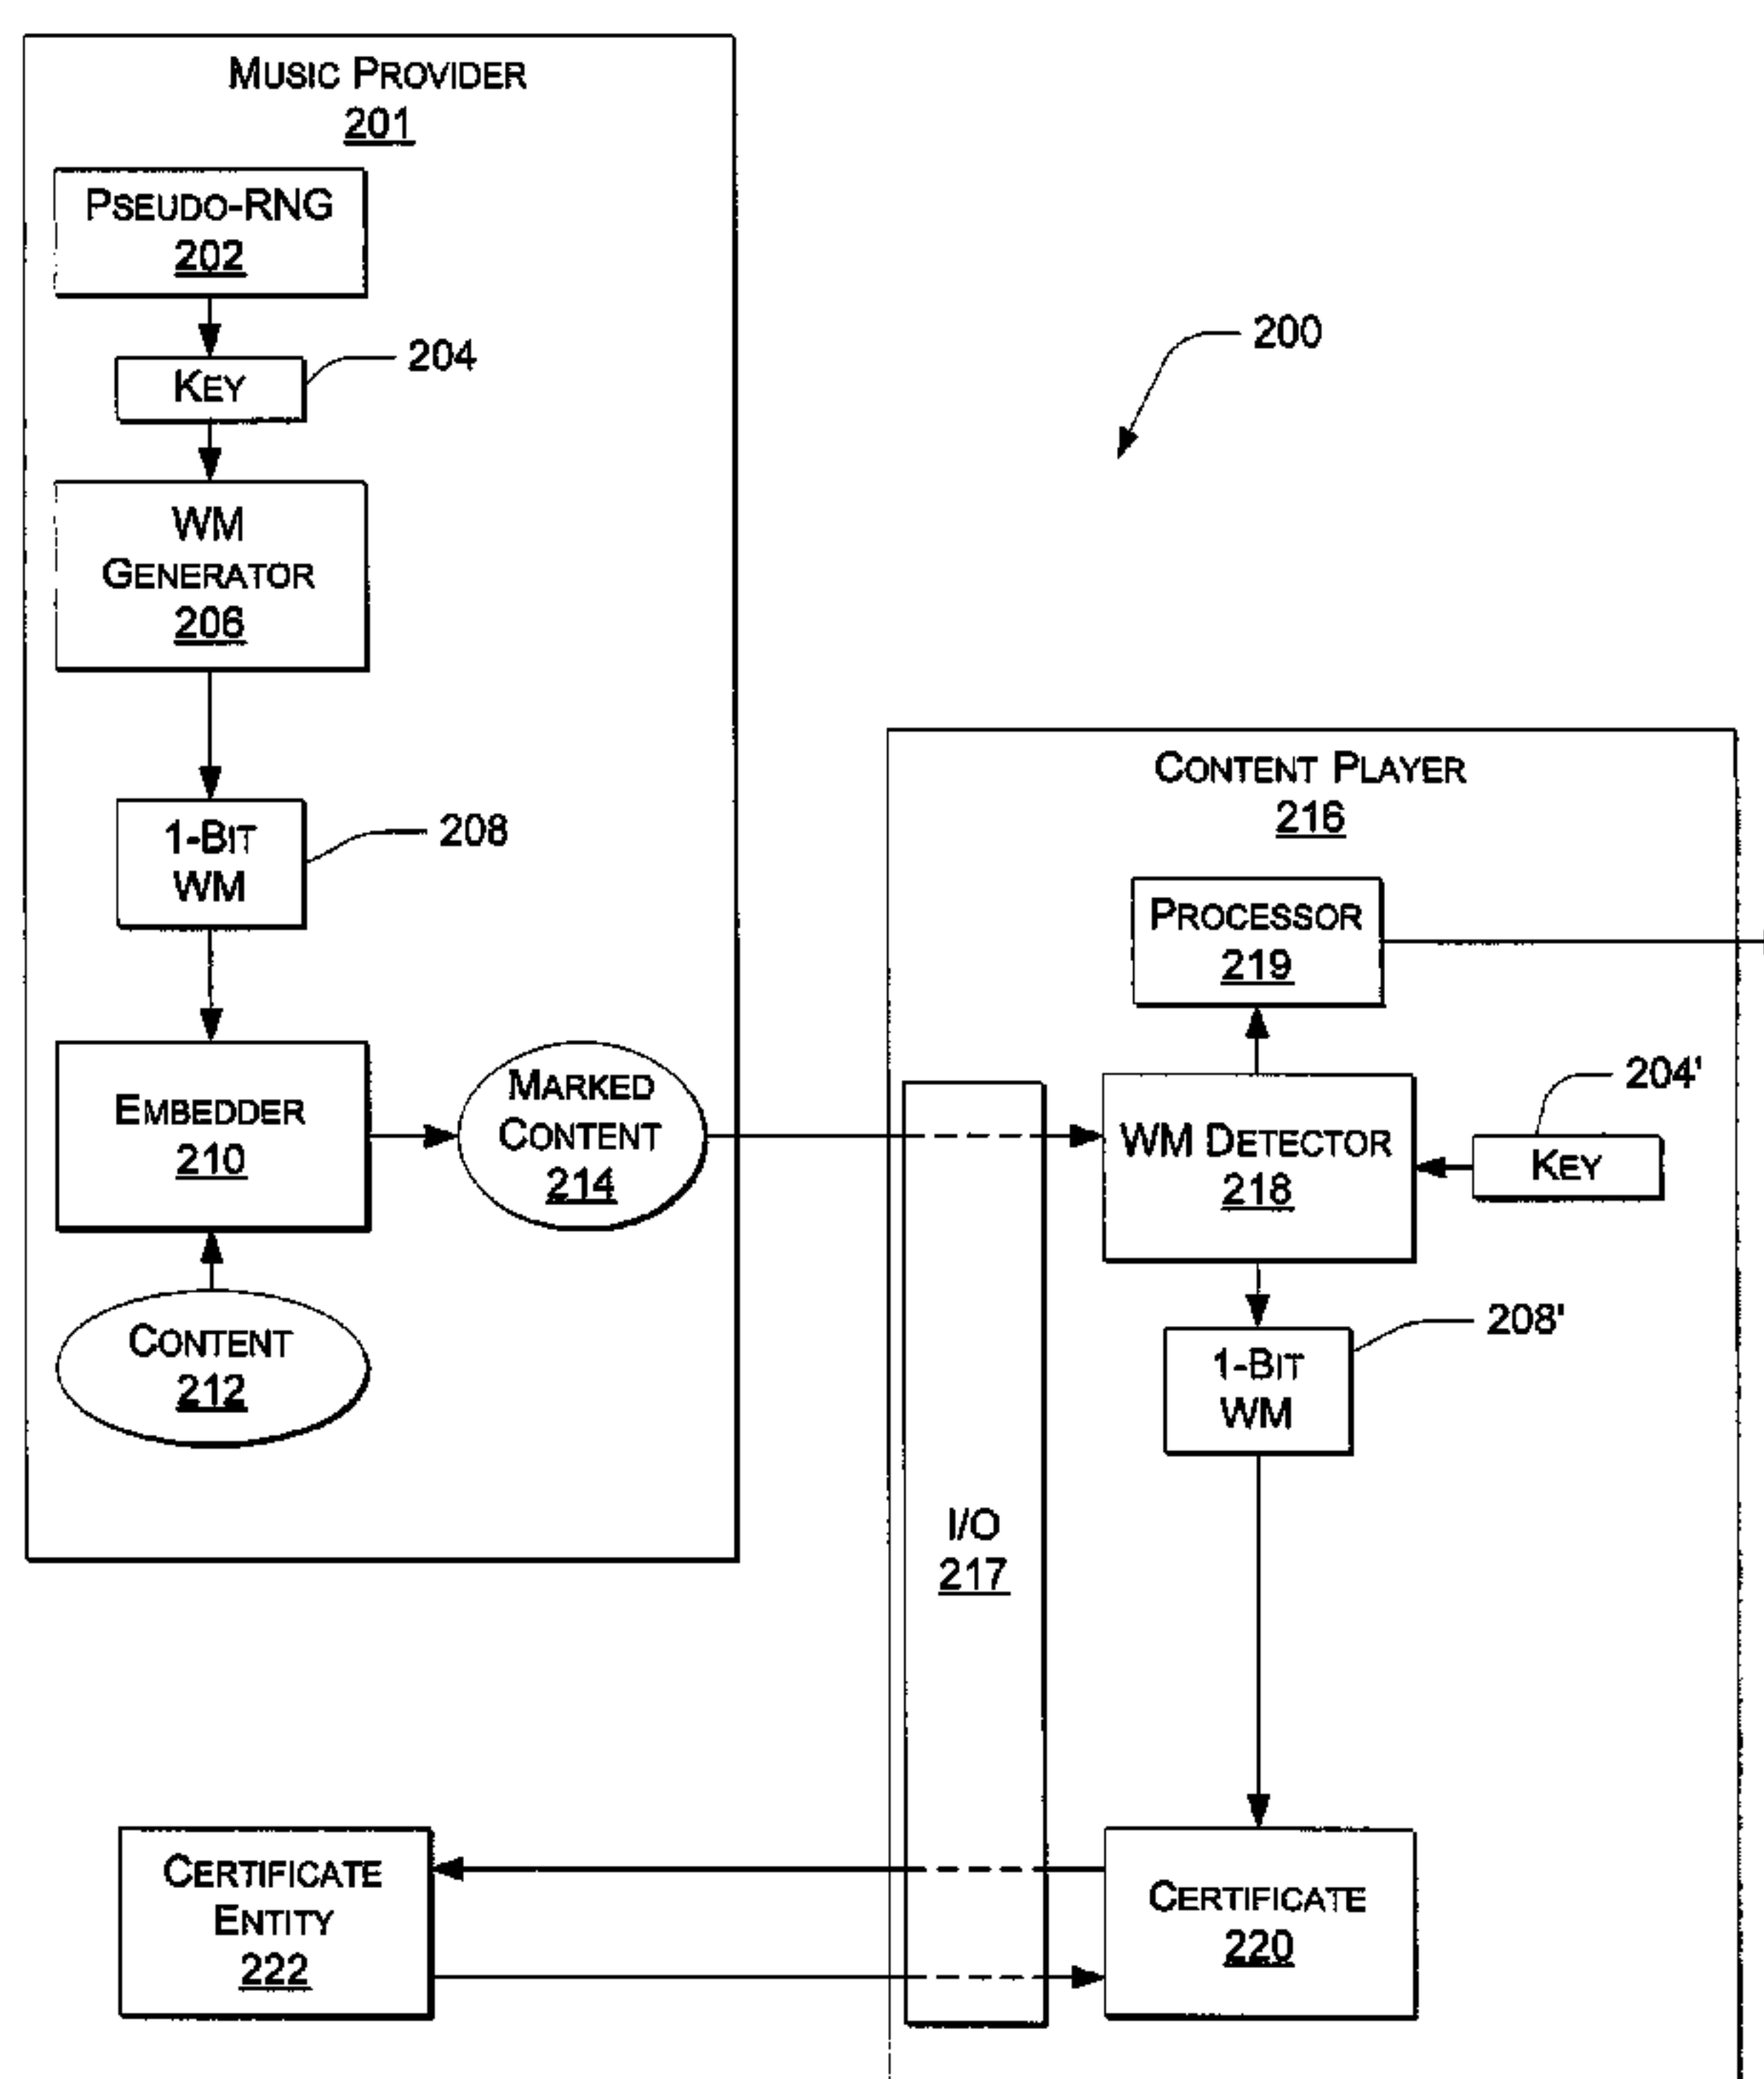 MUSIC PROVIDER
201
PSEUDO-RNG
202
KEY
204
WM
GENERATOR
206
1-BIT
WM
208
EMBEDDER
210
MARKED
CONTENT
214
CONTENT
212
200
CONTENT PLAYER
216
PROCESSOR
219
WM DETECTOR
218
204'
KEY
208'
1-BIT
WM
I/O
217
CERTIFICATE
ENTITY
222
CERTIFICATE
220